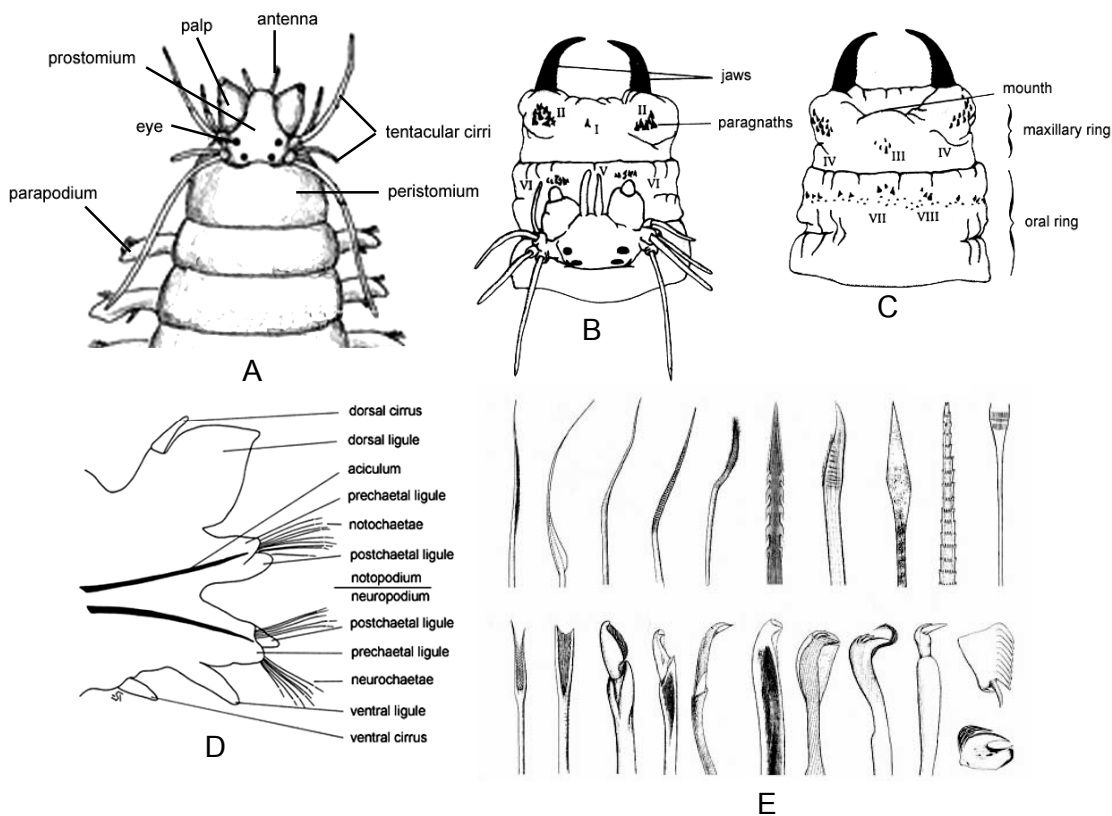 antenna
palp
prostomium
eye
tentacular cirri
parapodium
peristomium
A
jaws
II
I
II
paragnaths
VI
V
VI
B
mounth
maxillary ring
IV
III
IV
VII
VIII
oral ring
C
dorsal cirrus
dorsal ligule
aciculum
prechaetal ligule
notochaetae
postchaetal ligule
notopodium
neuropodium
postchaetal ligule
prechaetal ligule
neurochaetae
ventral ligule
ventral cirrus
D
E